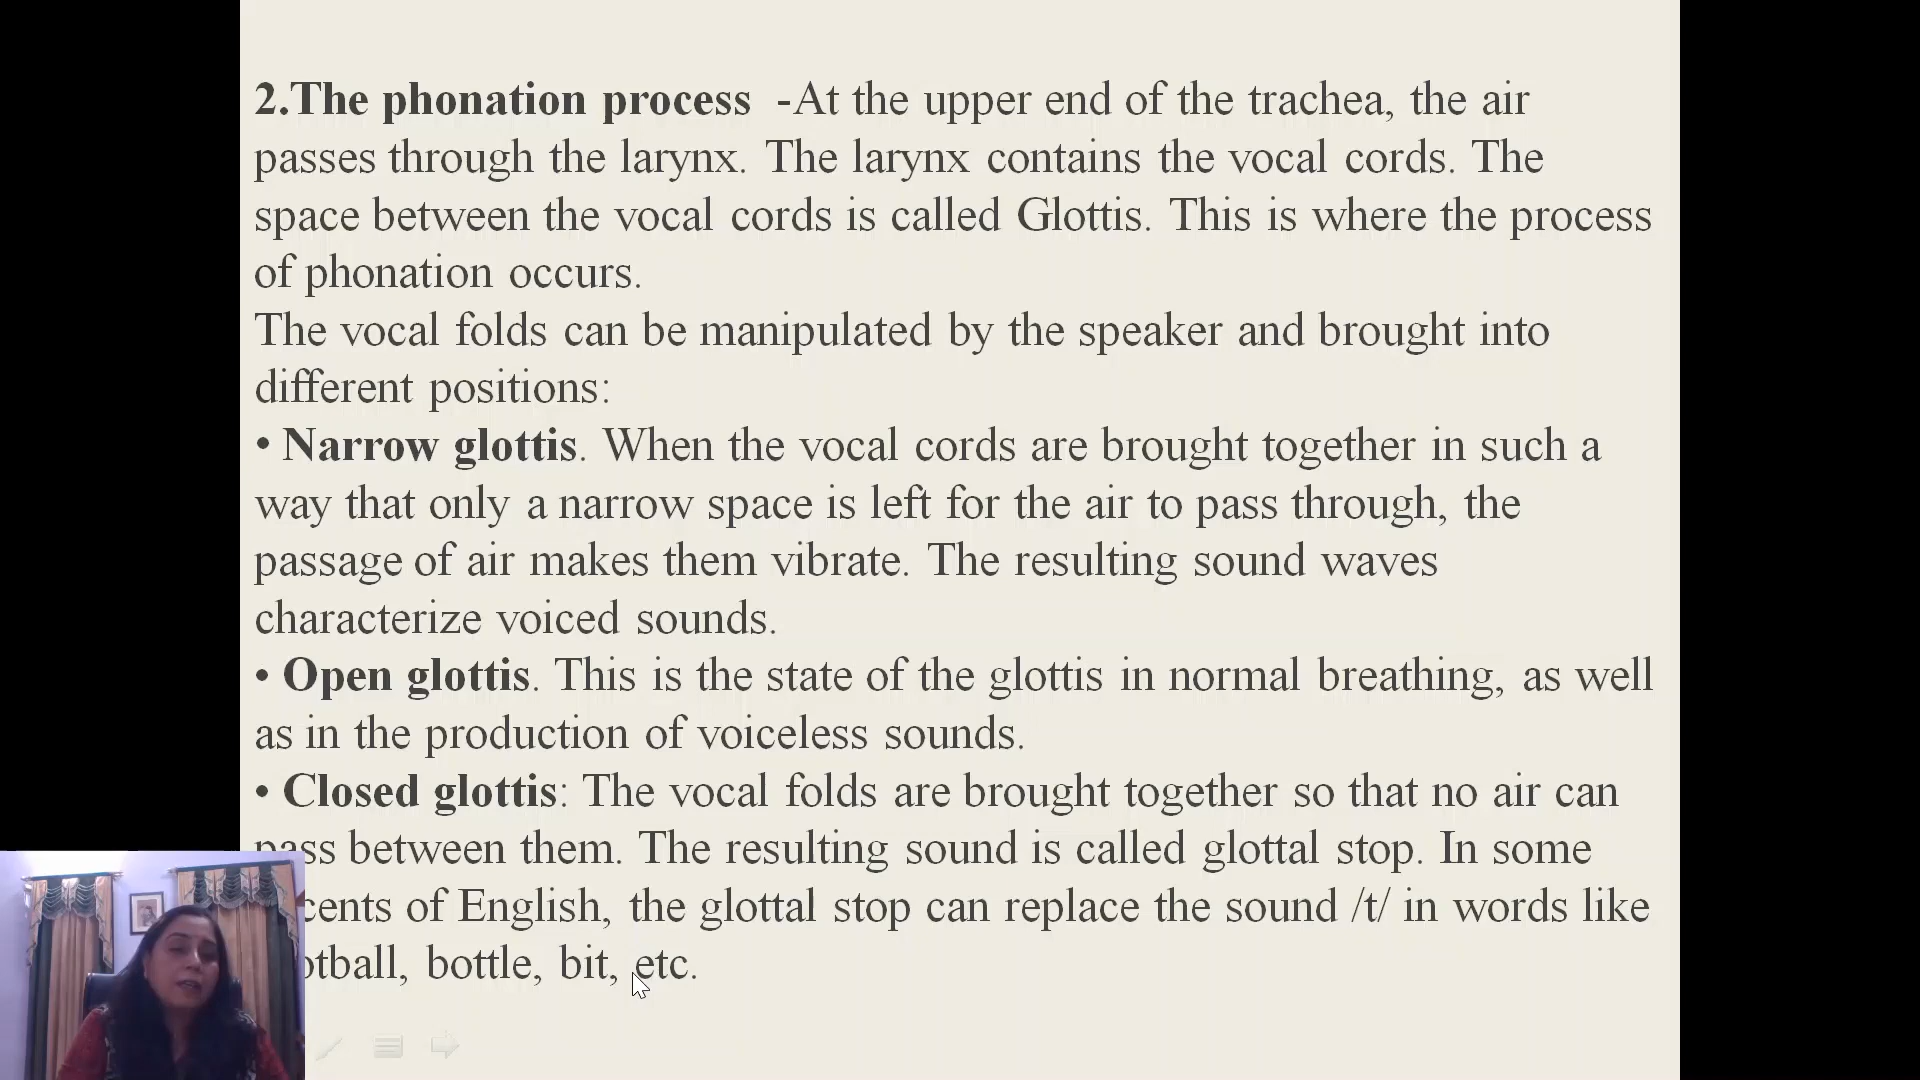 2.The phonation process -At the upper end of the trachea, the air
passes through the larynx. The larynx contains the vocal cords. The
space between the vocal cords is called Glottis. This is where the process
of phonation occurs.
The vocal folds can be manipulated by the speaker and brought into
different positions:
• Narrow glottis. When the vocal cords are brought together in such a
way that only a narrow space is left for the air to pass through, the
passage of air makes them vibrate. The resulting sound waves
characterize voiced sounds.
• Open glottis. This is the state of the glottis in normal breathing, as well
as in the production of voiceless sounds.
• Closed glottis: The vocal folds are brought together so that no air can
pass between them. The resulting sound is called glottal stop. In some
cents of English, the glottal stop can replace the sound /t/ in words like
otball, bottle, bit, etc.